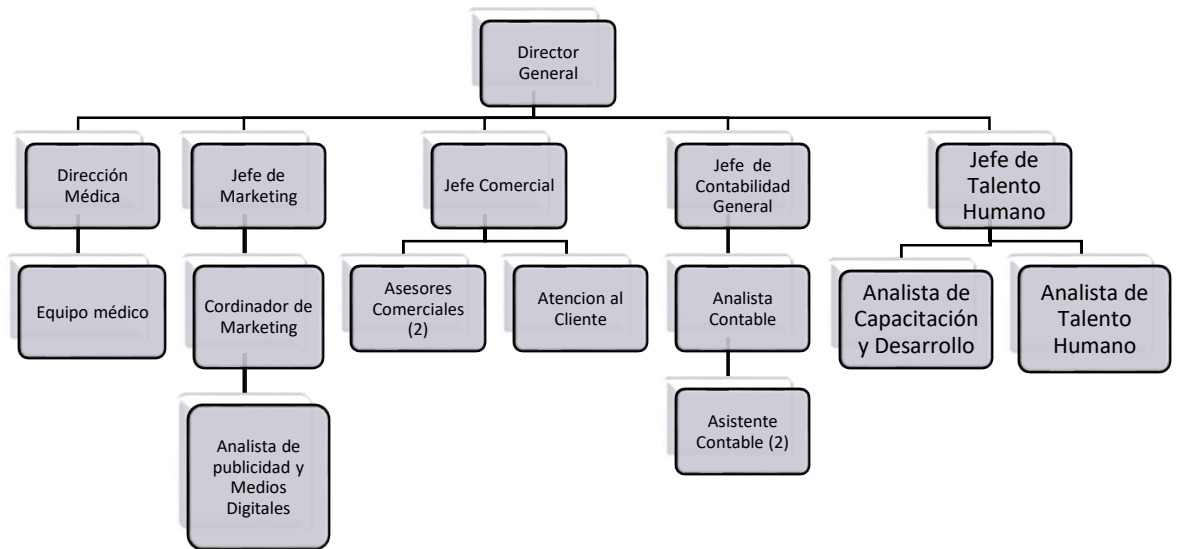 Director
General
Dirección
Médica
Jefe de
Marketing
Jefe Comercial
Jefe de
Contabilidad
General
Jefe de
Talento
Humano
Equipo médico
Cordinador de
Marketing
Asesores
Comerciales
(2)
Atencion al
Cliente
Analista
Contable
Analista de
Capacitación
y Desarrollo
Analista de
Talento
Humano
Analista de
publicidad y
Medios
Digitales
Asistente
Contable (2)